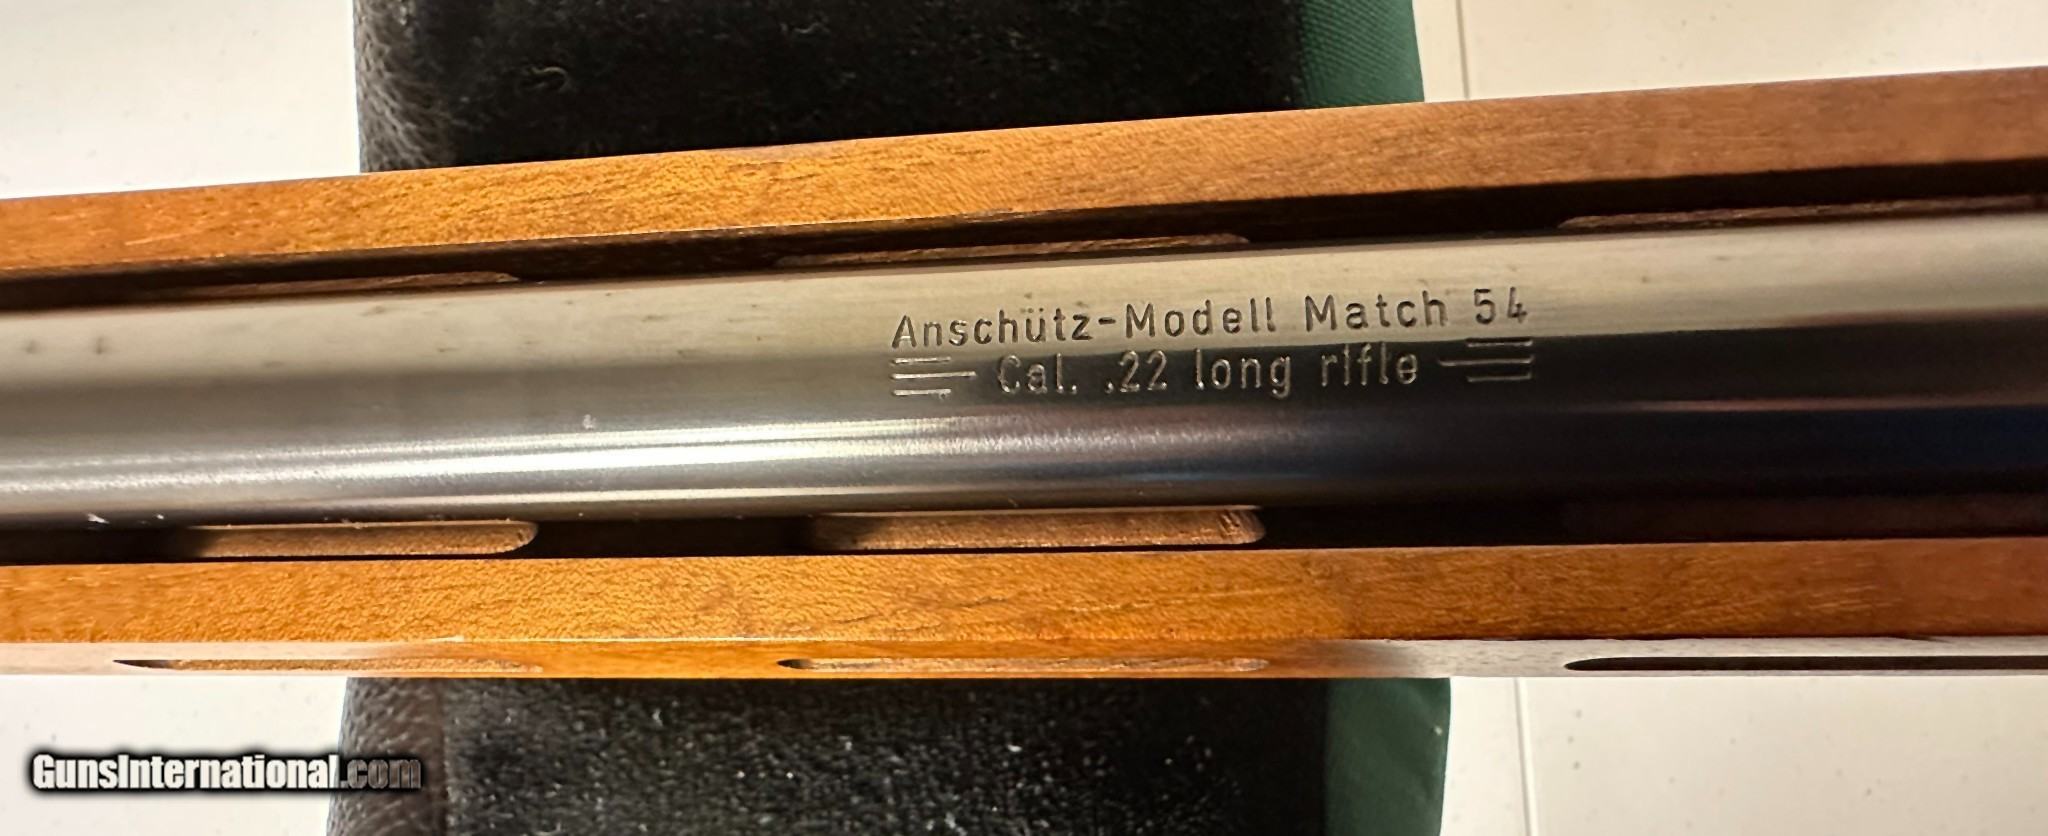 Anschütz-Modell Match 54
Cal. .22 long rifle
GunsInternational.com